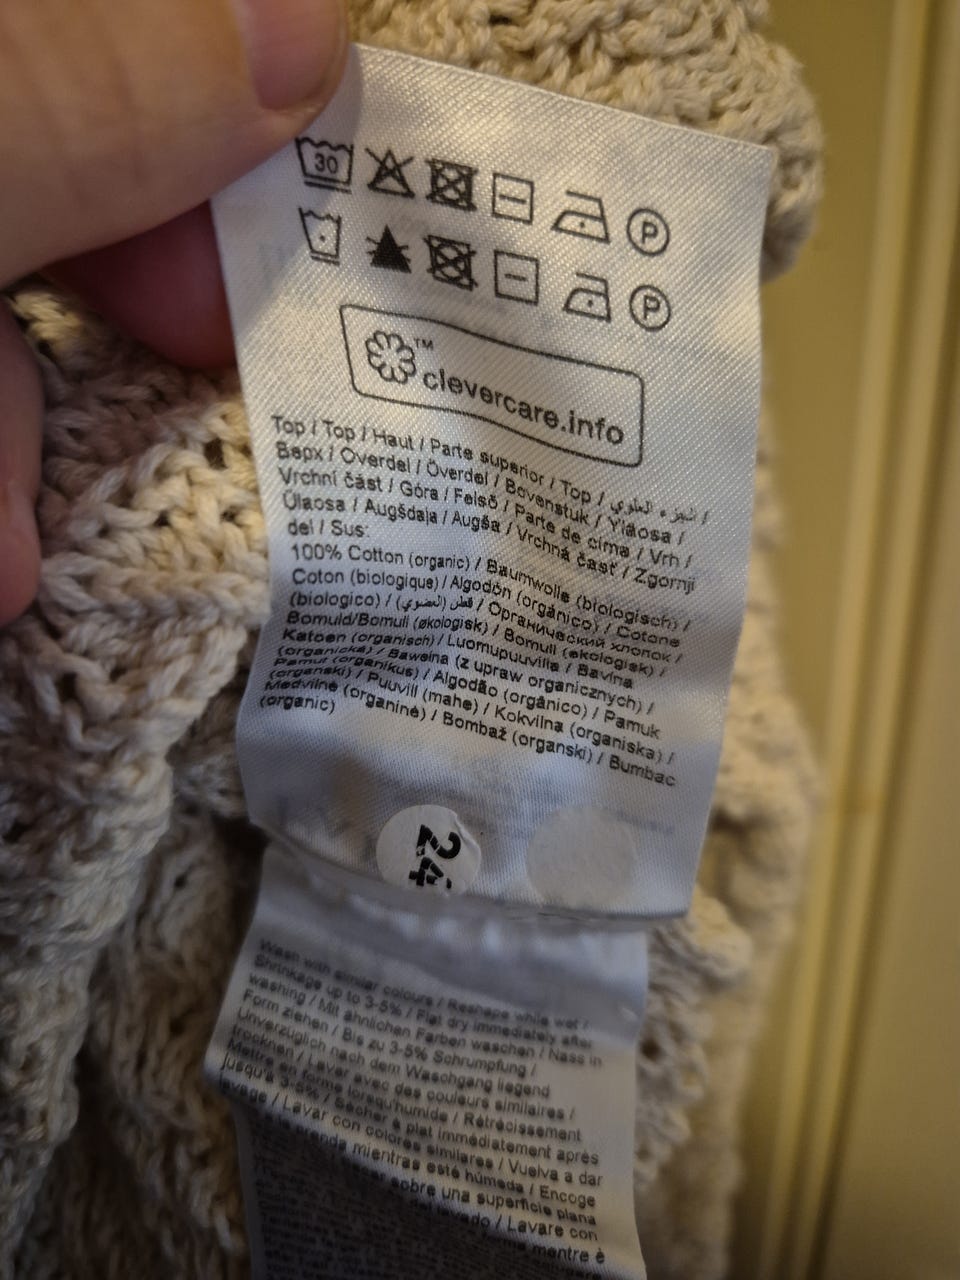 30 P
P
™
clevercare.info
Top / Top / Haut / Parte superior / Top / الجزء العلوي /
Верх / Overdel / Överdel / Bovenstuk / Yläosa /
Vrchní část / Góra / Felső / Parte de cima / Vrh /
Ülaosa / Augšdaļa / Augša / Vrchná časť / Zgornji
del / Sus:
100% Cotton (organic) / Baumwolle (biologisch) /
Coton (biologique) / Algodón (orgánico) / Cotone
(biologico) / قطن (العضوي) / Органический хлопок /
Bomuld/Bomull (økologisk) / Bomull (ekologisk) /
Katoen (organisch) / Luomupuuvilla / Bavlna
(organická) / Bawełna (z upraw organicznych) /
Pamut (organikus) / Algodão (orgânico) / Pamuk
(organski) / Puuvill (mahe) / Kokvilna (organiska) /
Medvilnė (organinė) / Bombaž (organski) / Bumbac
(organic)
24
Wash with similar colours / Reshape while wet /
Shrinkage up to 3-5% / Flat dry immediately after
washing / Mit ähnlichen Farben waschen / Nass in
Form ziehen / Bis zu 3-5% Schrumpfung /
Unverzüglich nach dem Waschgang liegend
trocknen / Laver avec des couleurs similaires /
Mettre en forme lorsqu'humide / Rétrécissement
jusqu'à 3-5% / Sécher à plat immédiatement après
lavage / Lavar con colores similares / Vuelva a dar
prenda mientras esté húmeda / Encoge
sobre una superficie plana
del lavado / Lavare con
mentre è